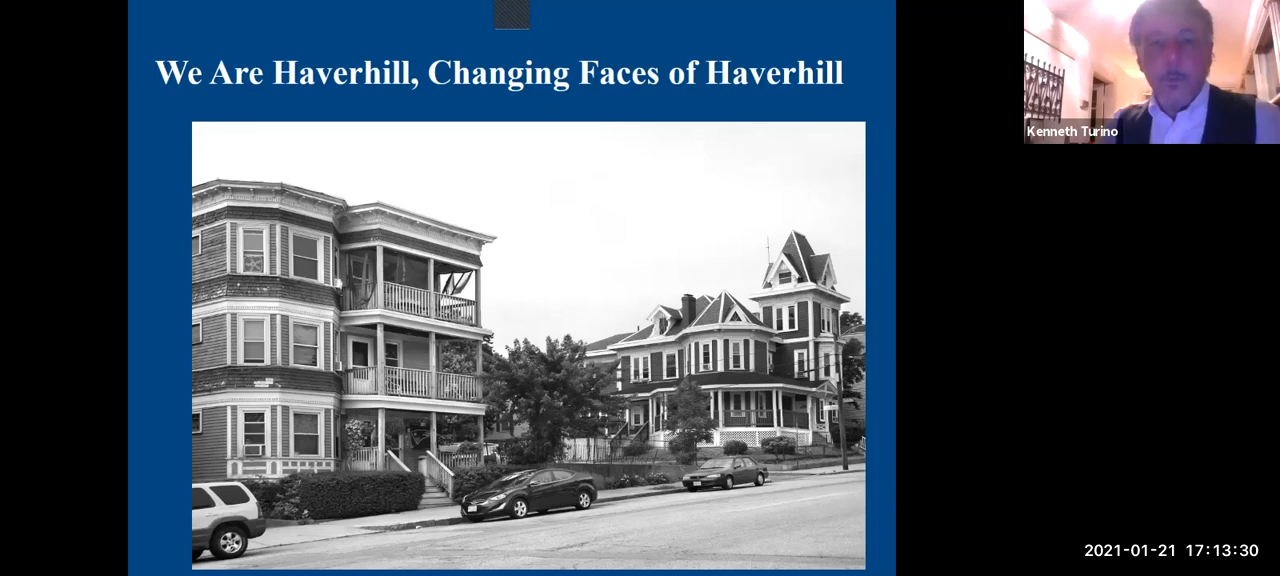 We Are Haverhill, Changing Faces of Haverhill
Kenneth Turino
2021-01-21 17:13:30